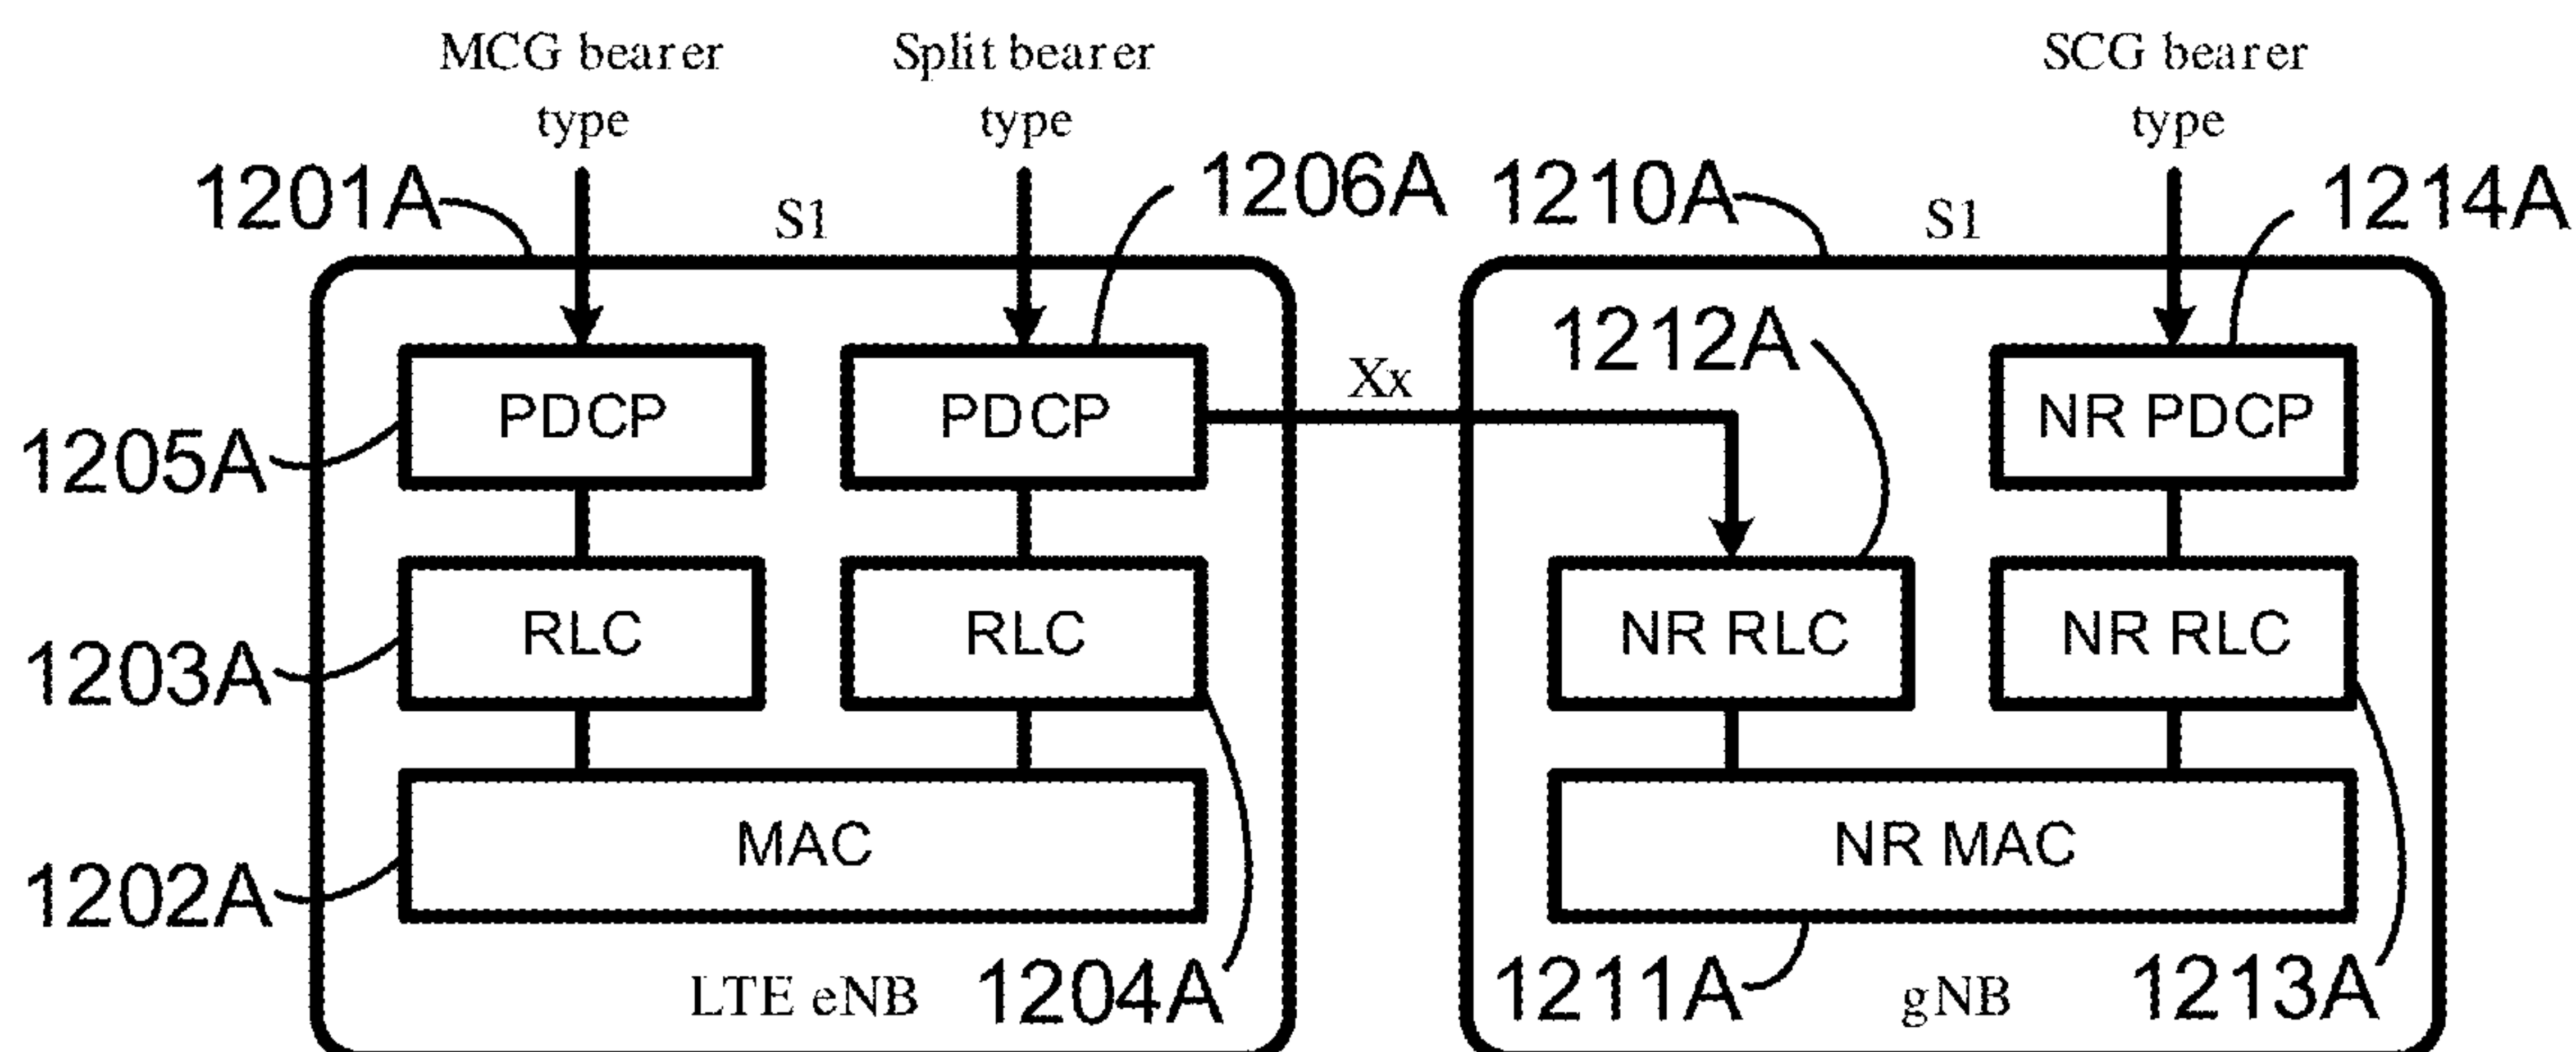 MCG bearer
type
Split bearer
type
SCG bearer
type
1201A
S1
1206A
1210A
S1
1214A
1212A
Xx
PDCP
PDCP
NR PDCP
1205A
RLC
RLC
NR RLC
NR RLC
1203A
MAC
NR MAC
1202A
LTE eNB
1204A
1211A
gNB
1213A